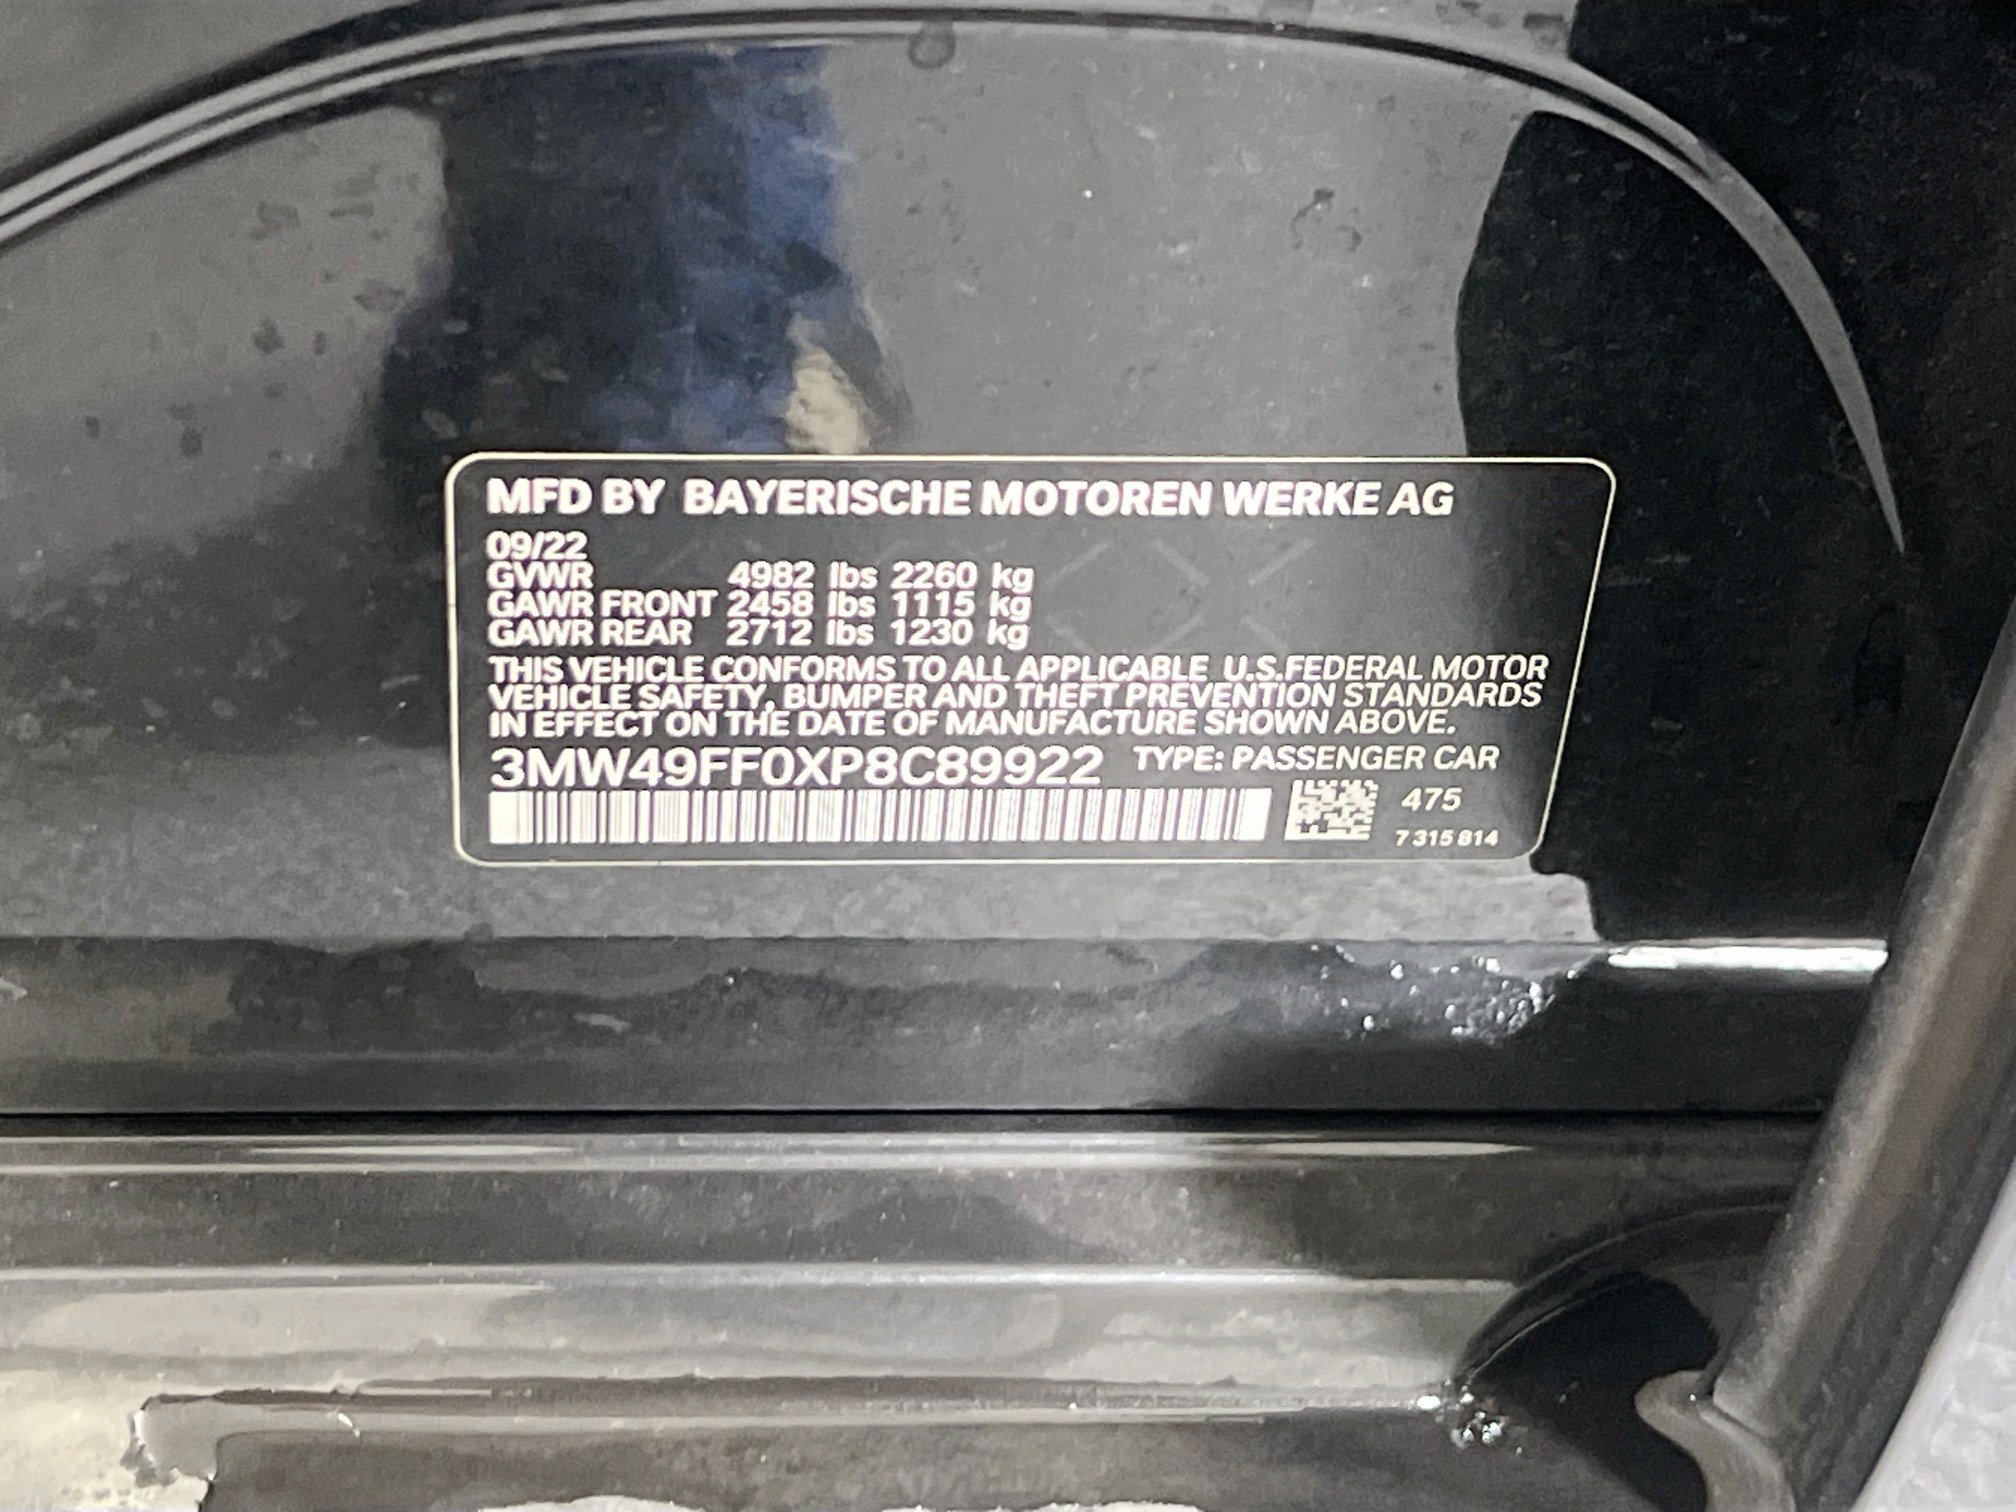 MFD BY BAYERISCHE MOTOREN WERKE AG
09/22
GVWR 4982 lbs 2260 kg
GAWR FRONT 2458 lbs 1115 kg
GAWR REAR 2712 lbs 1230 kg
THIS VEHICLE CONFORMS TO ALL APPLICABLE U.S.FEDERAL MOTOR
VEHICLE SAFETY, BUMPER AND THEFT PREVENTION STANDARDS
IN EFFECT ON THE DATE OF MANUFACTURE SHOWN ABOVE.
3MW49FF0XP8C89922 TYPE: PASSENGER CAR
475
7 315 814